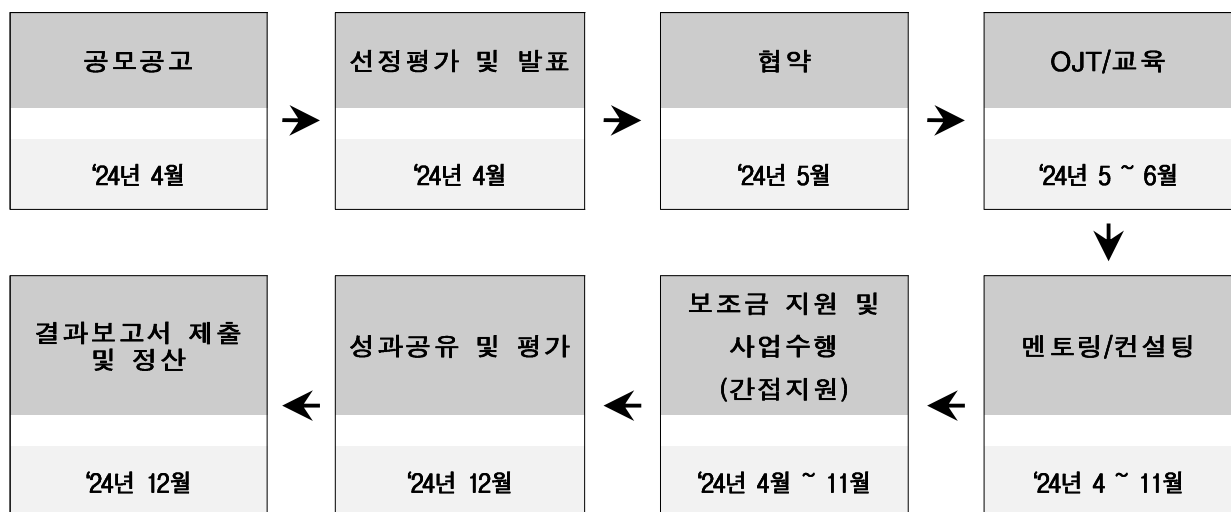 공모공고
‘24년 4월
선정평가 및 발표
‘24년 4월
협약
‘24년 5월
OJT/교육
‘24년 5 ~ 6월
멘토링/컨설팅
‘24년 4 ~ 11월
보조금 지원 및
사업수행
(간접지원)
‘24년 4월 ~ 11월
성과공유 및 평가
‘24년 12월
결과보고서 제출
및 정산
‘24년 12월